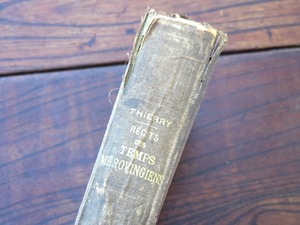 THIERRY
RÉCITS
DES
TEMPS
MÉROVINGIENS